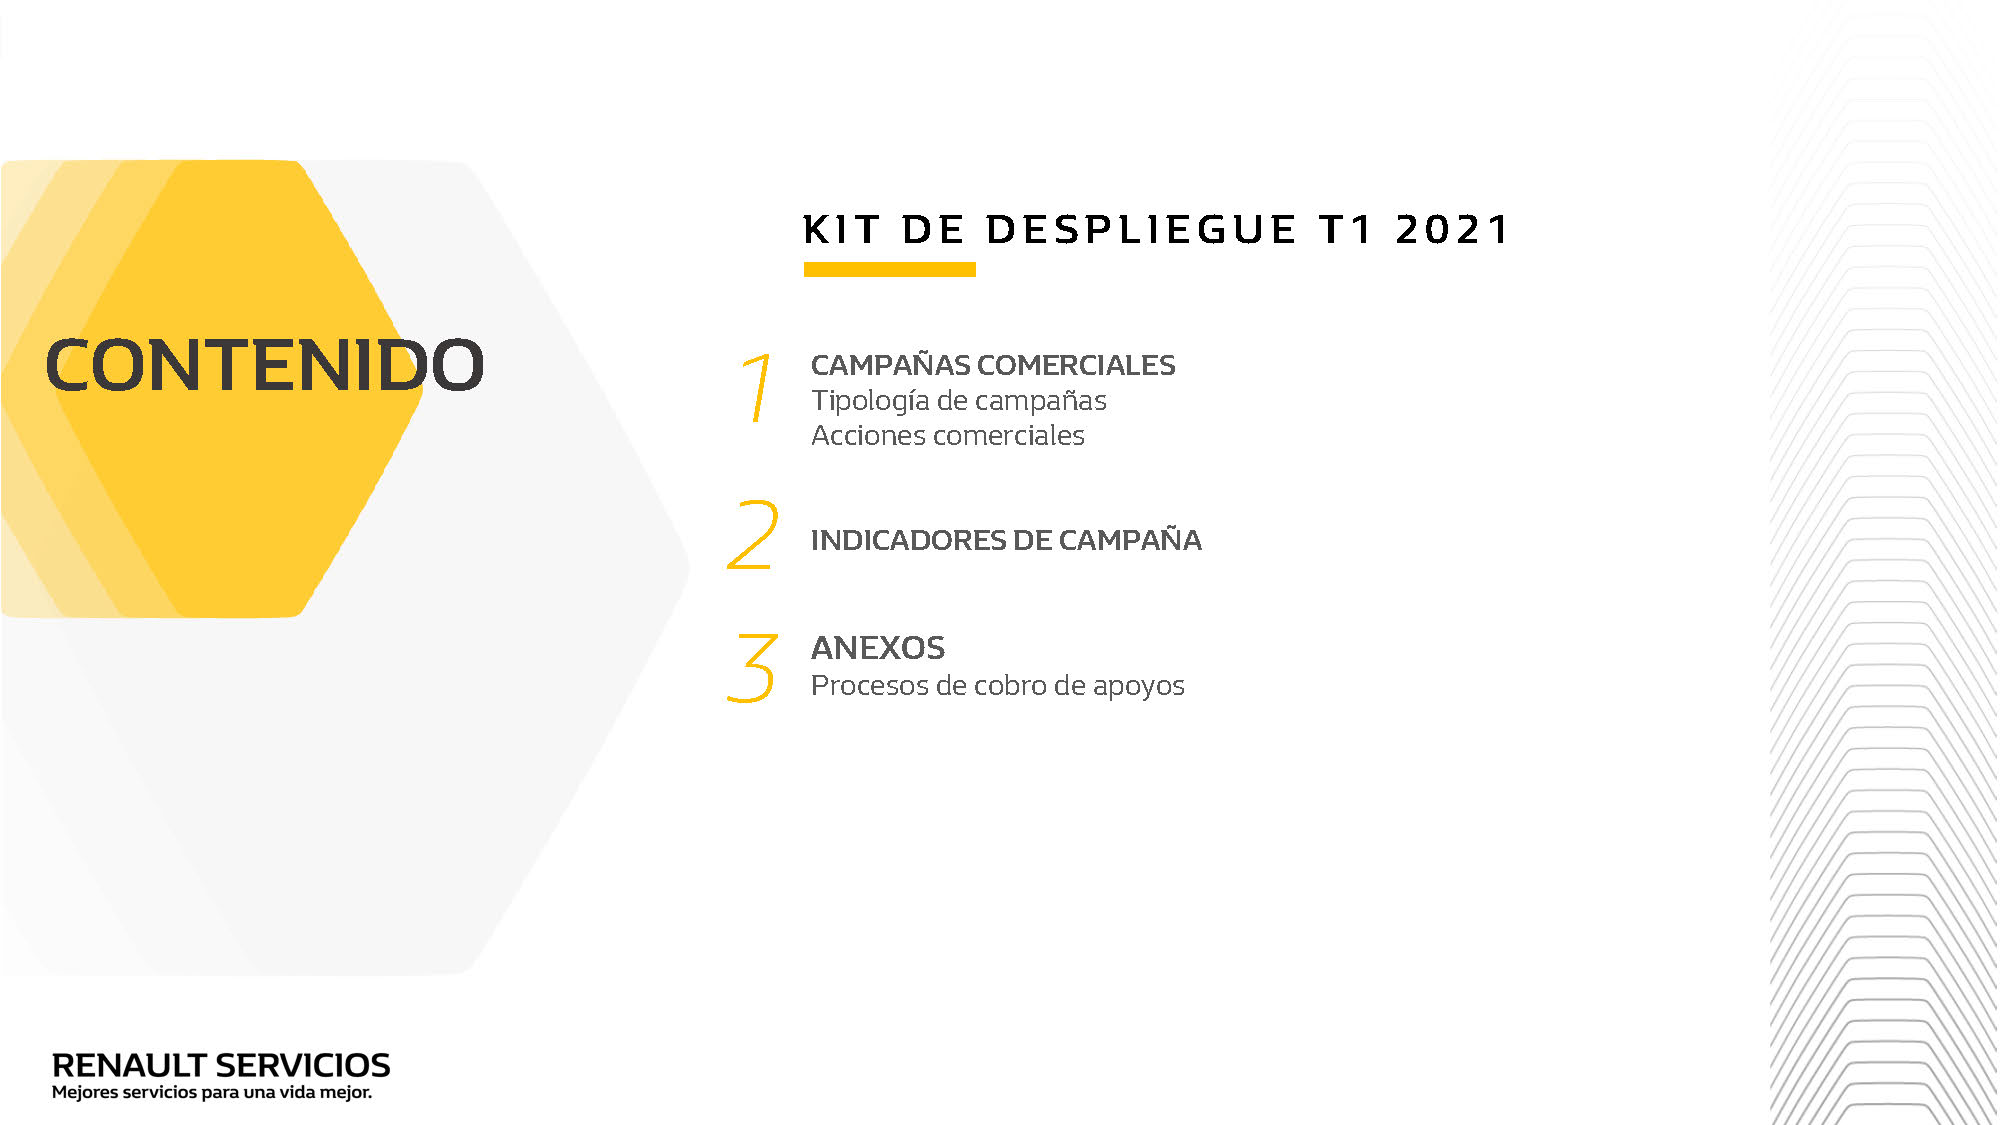 CONTENIDO
KIT DE DESPLIEGUE T1 2021
1
CAMPAÑAS COMERCIALES
Tipología de campañas
Acciones comerciales
2
INDICADORES DE CAMPAÑA
3
ANEXOS
Procesos de cobro de apoyos
RENAULT SERVICIOS
Mejores servicios para una vida mejor.